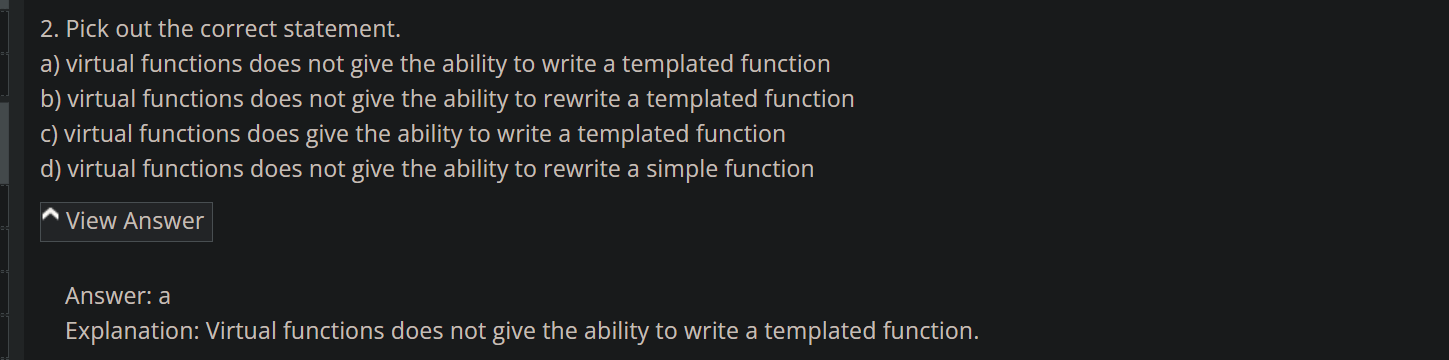 2. Pick out the correct statement.
a) virtual functions does not give the ability to write a templated function
b) virtual functions does not give the ability to rewrite a templated function
c) virtual functions does give the ability to write a templated function
d) virtual functions does not give the ability to rewrite a simple function
View Answer
Answer: a
Explanation: Virtual functions does not give the ability to write a templated function.